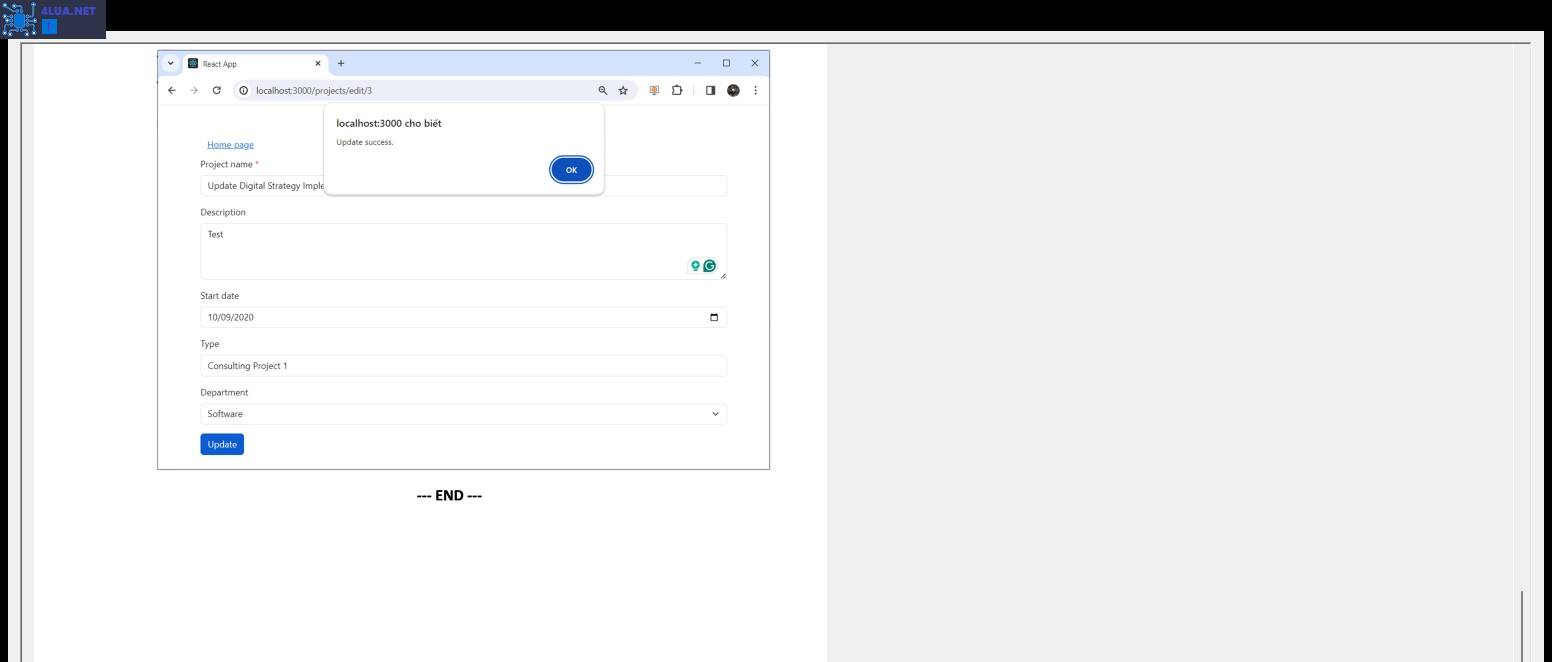 4LUA.NET
1
React App
localhost:3000/projects/edit/3
localhost:3000 cho biết
Update success.
OK
Home page
Project name *
Update Digital Strategy Imple
Description
Test
Start date
10/09/2020
Type
Consulting Project 1
Department
Software
Update
--- END ---